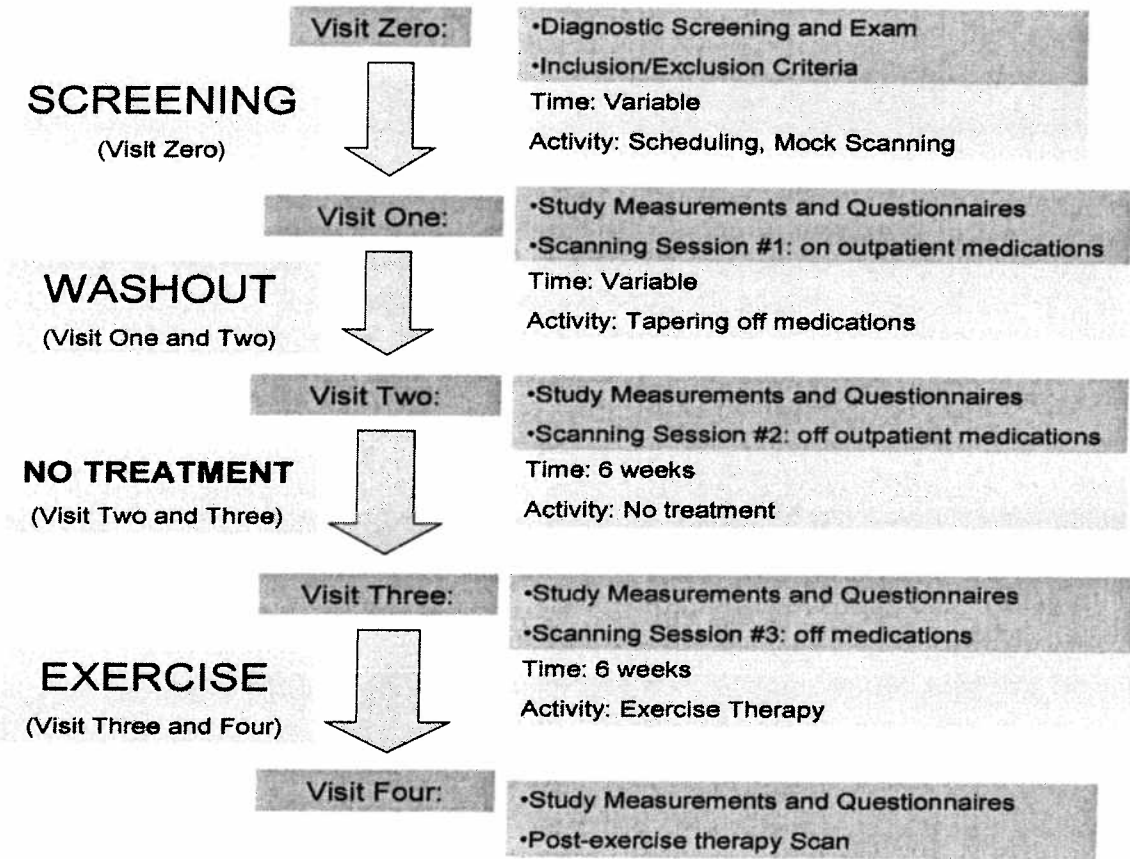 Visit Zero:
•Diagnostic Screening and Exam
•Inclusion/Exclusion Criteria
SCREENING
(Visit Zero)
Time: Variable
Activity: Scheduling, Mock Scanning
Visit One:
•Study Measurements and Questionnaires
•Scanning Session #1: on outpatient medications
WASHOUT
(Visit One and Two)
Time: Variable
Activity: Tapering off medications
Visit Two:
•Study Measurements and Questionnaires
•Scanning Session #2: off outpatient medications
NO TREATMENT
(Visit Two and Three)
Time: 6 weeks
Activity: No treatment
Visit Three:
•Study Measurements and Questionnaires
•Scanning Session #3: off medications
EXERCISE
(Visit Three and Four)
Time: 6 weeks
Activity: Exercise Therapy
Visit Four:
•Study Measurements and Questionnaires
•Post-exercise therapy Scan